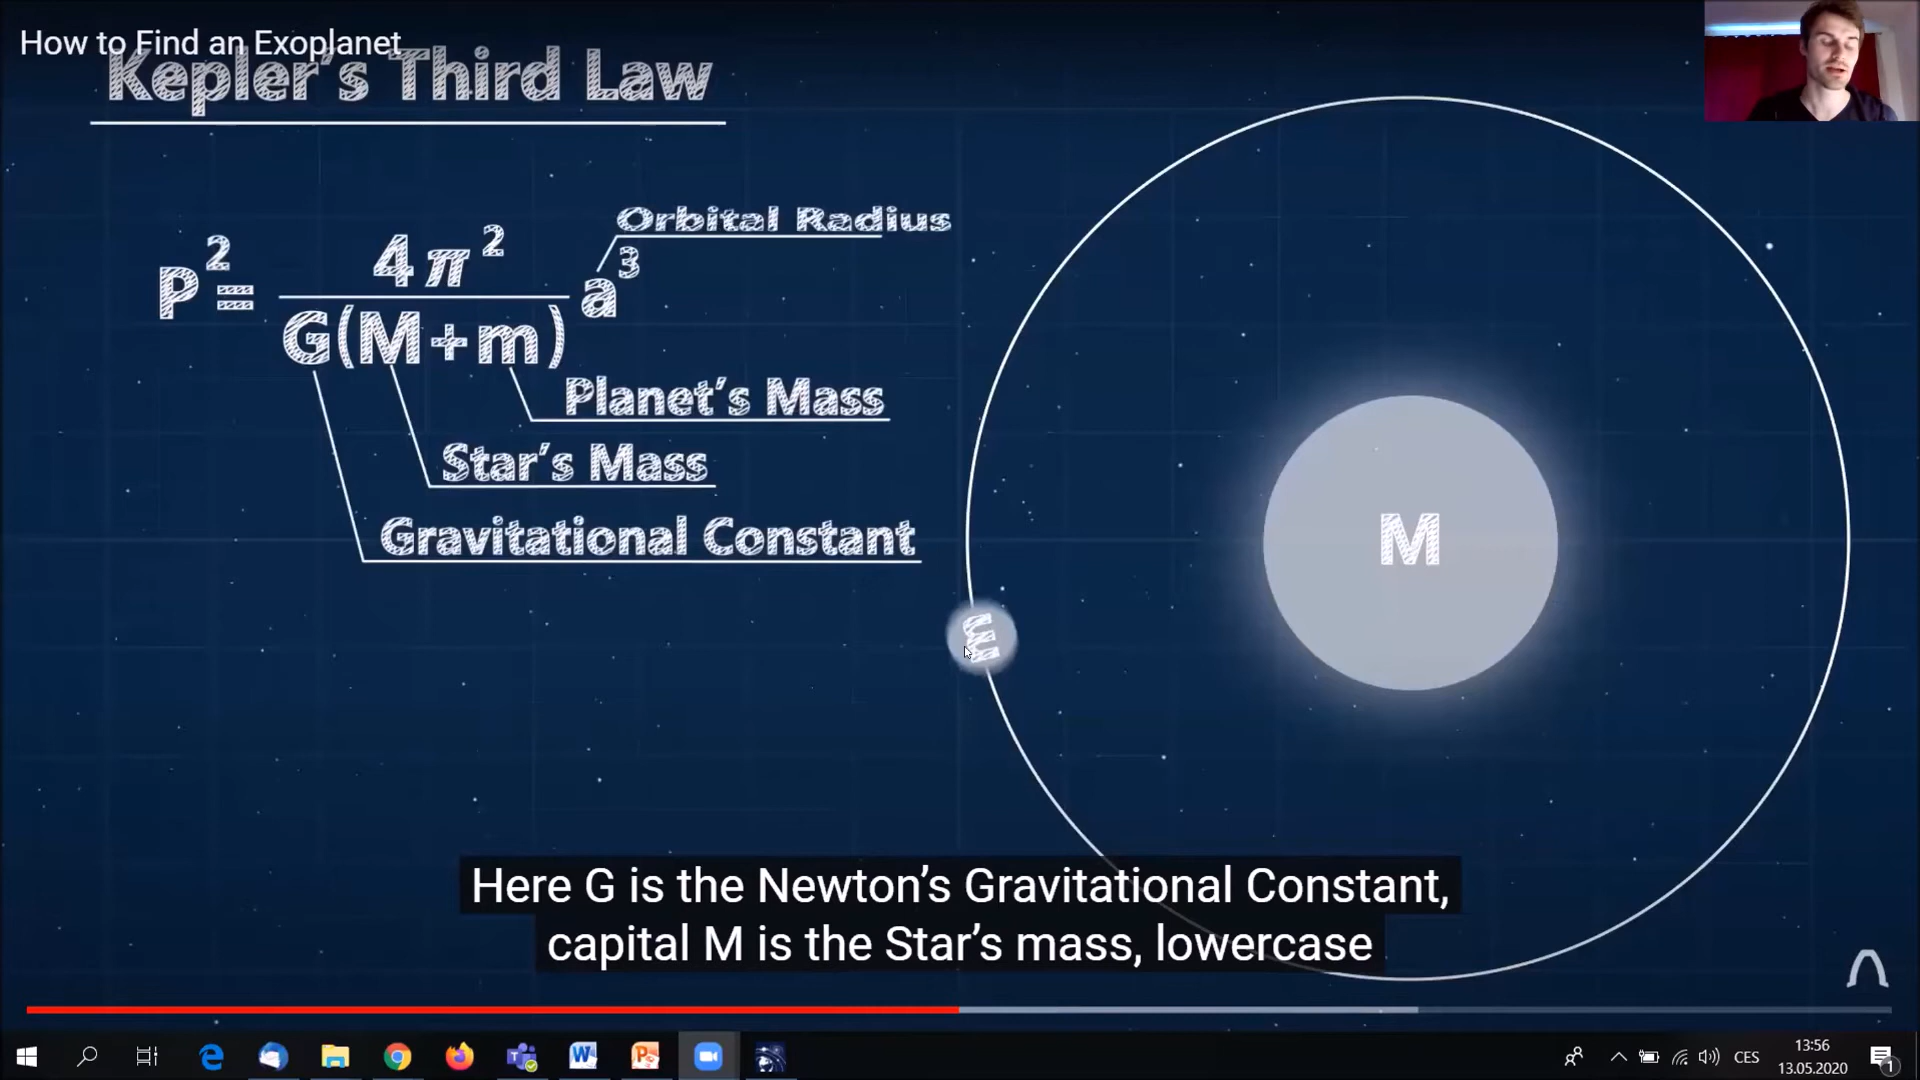 How to Find an Exoplanet
Kepler's Third Law
Orbital Radius
P² = 4π² / G(M+m) a³
Planet's Mass
Star's Mass
Gravitational Constant
M
m
Here G is the Newton's Gravitational Constant,
capital M is the Star's mass, lowercase
CES
13:56
13.05.2020
1